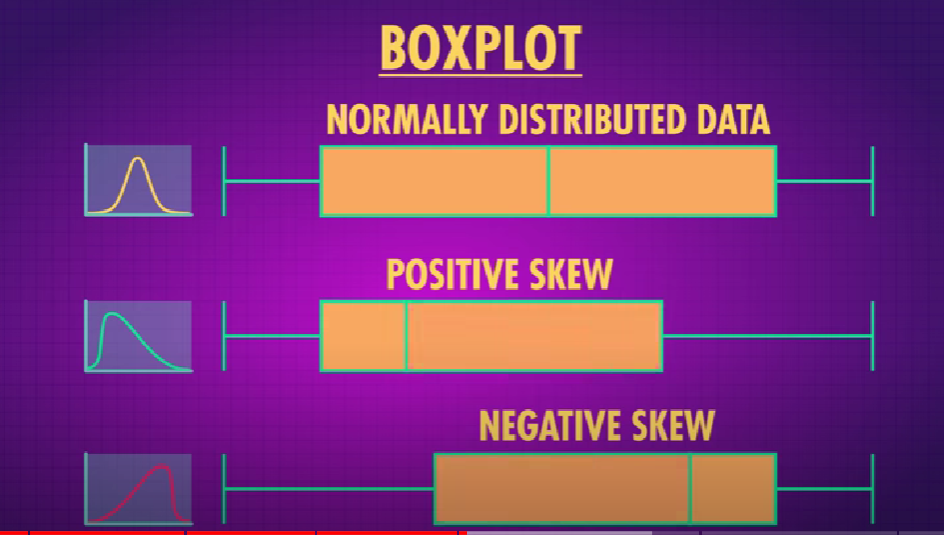 BOXPLOT
NORMALLY DISTRIBUTED DATA
POSITIVE SKEW
NEGATIVE SKEW